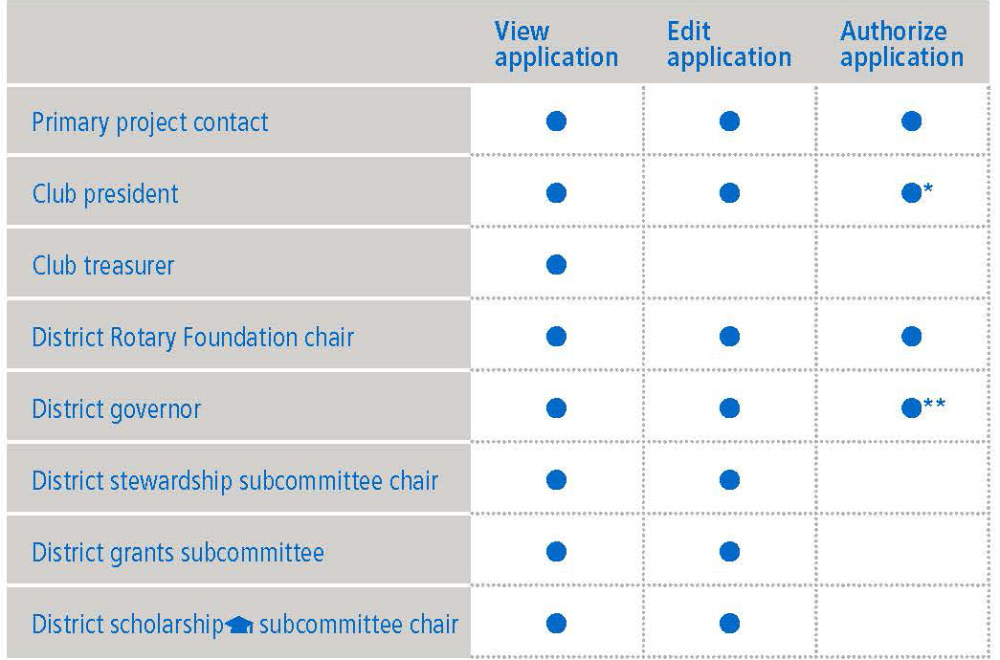 View application Edit application Authorize application
Primary project contact ● ● ●
Club president ● ● ●*
Club treasurer ●
District Rotary Foundation chair ● ● ●
District governor ● ● ●**
District stewardship subcommittee chair ● ●
District grants subcommittee ● ●
District scholarship subcommittee chair ● ●